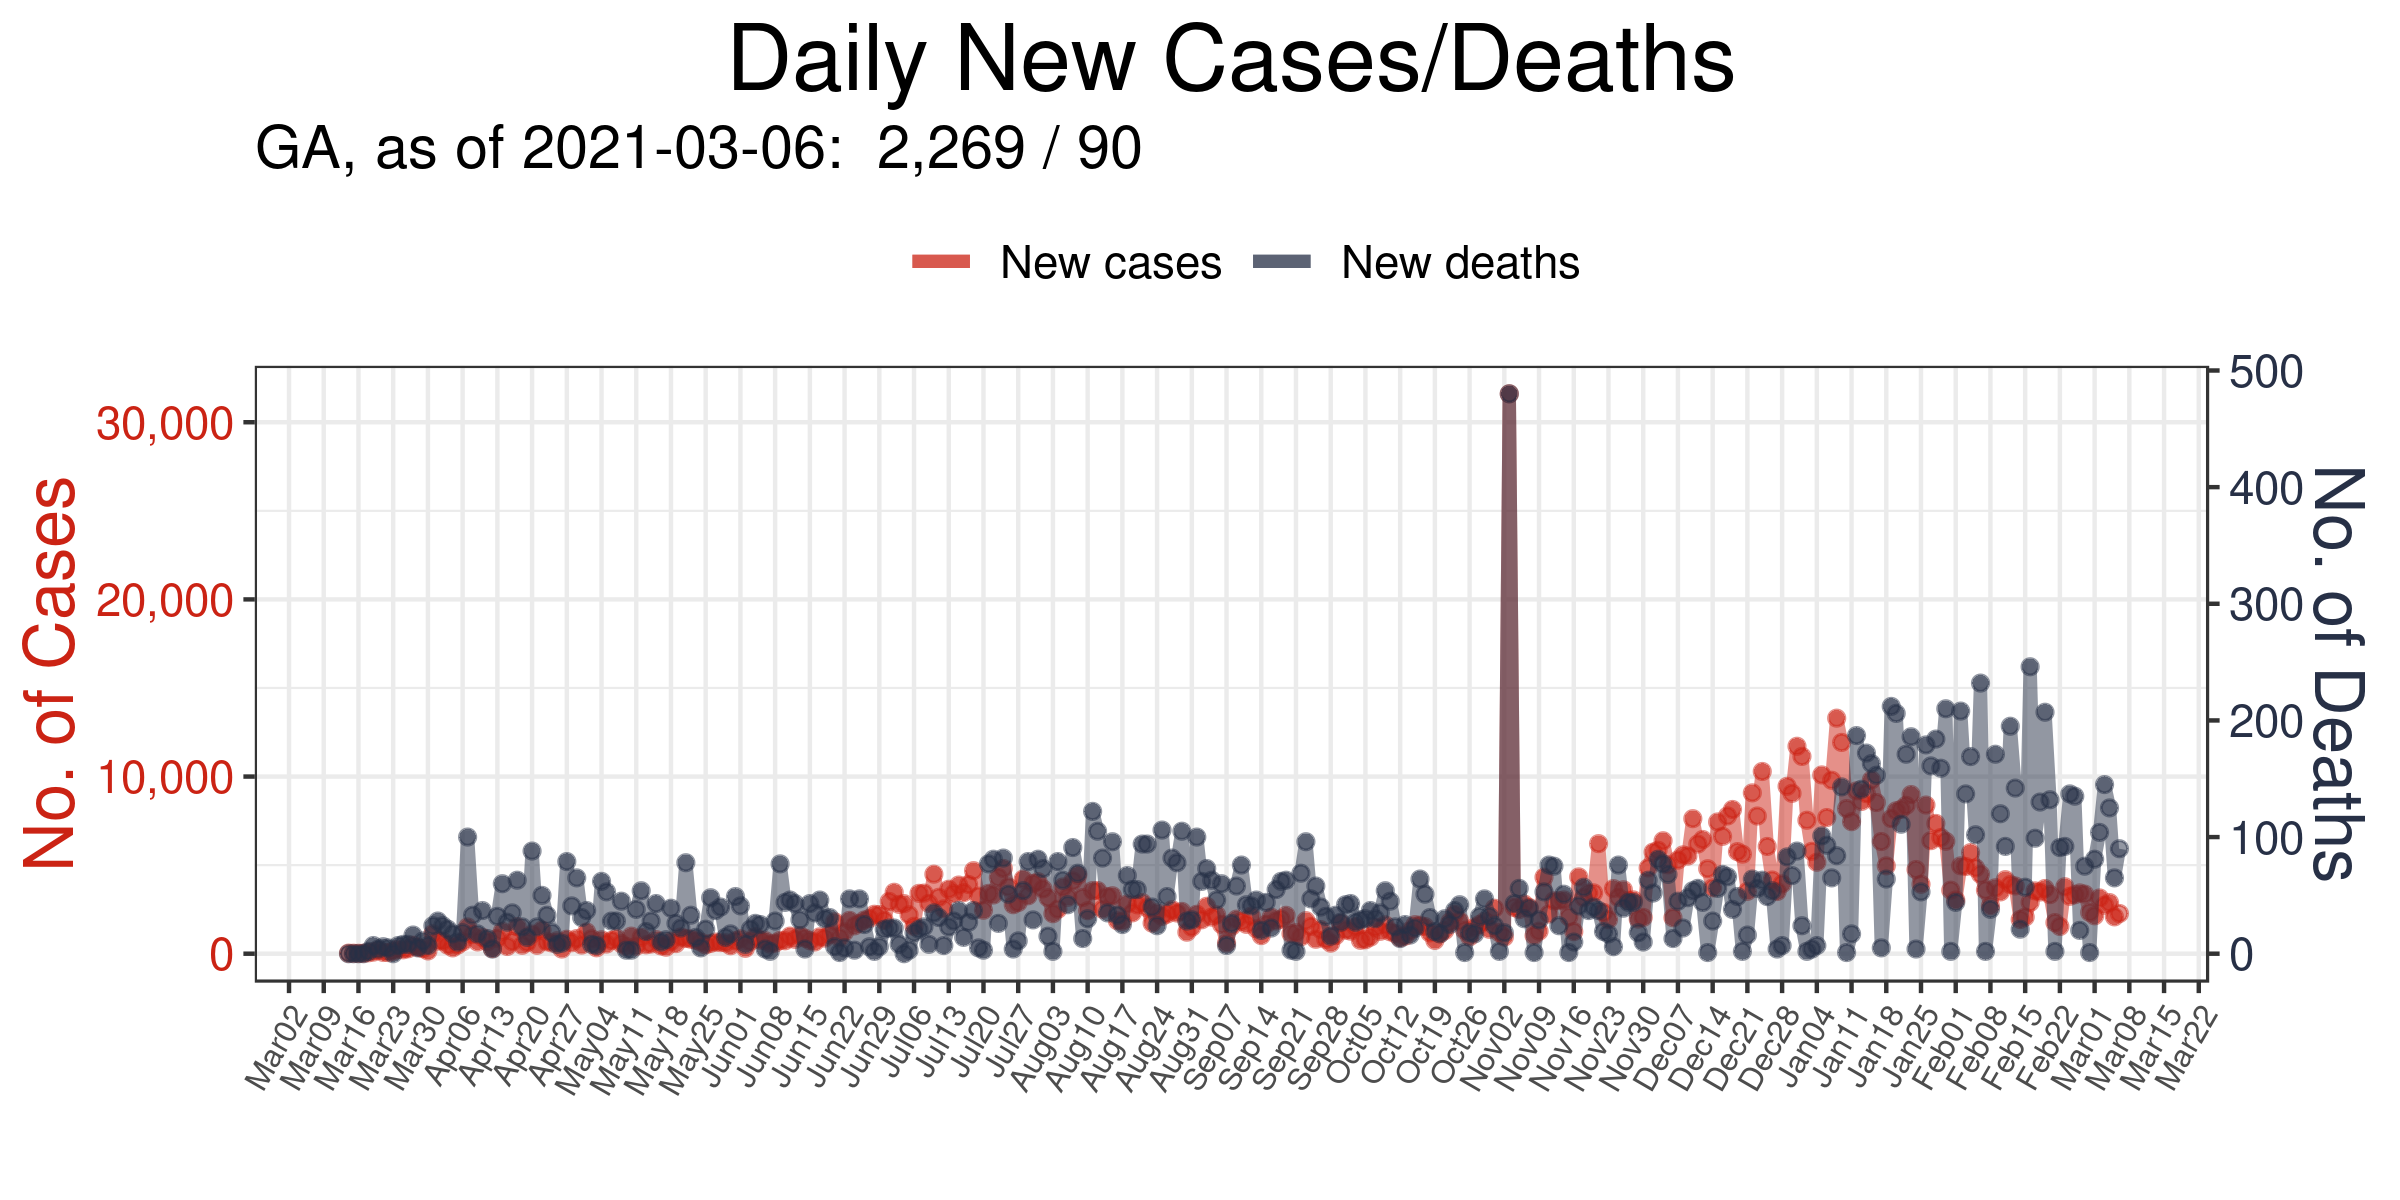 Daily New Cases/Deaths
GA, as of 2021-03-06: 2,269 / 90
New cases New deaths
No. of Cases
30,000
20,000
10,000
0
500
400
300
200
100
0
No. of Deaths
Mar02
Mar09
Mar16
Mar23
Mar30
Apr06
Apr13
Apr20
Apr27
May04
May11
May18
May25
Jun01
Jun08
Jun15
Jun22
Jun29
Jul06
Jul13
Jul20
Jul27
Aug03
Aug10
Aug17
Aug24
Aug31
Sep07
Sep14
Sep21
Sep28
Oct05
Oct12
Oct19
Oct26
Nov02
Nov09
Nov16
Nov23
Nov30
Dec07
Dec14
Dec21
Dec28
Jan04
Jan11
Jan18
Jan25
Feb01
Feb08
Feb15
Feb22
Mar01
Mar08
Mar15
Mar22